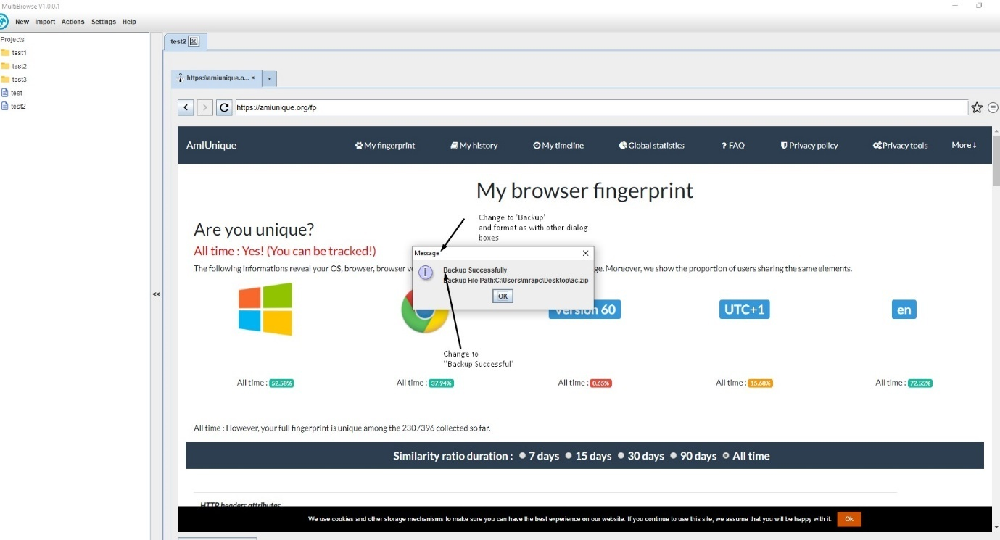 MultiBrowse V1.0.0.1
New Import Actions Settings Help
Projects
test1
test2
test3
test
test2
<<
test2
https://amiunique.o... × +
https://amiunique.org/fp
AmIUnique My fingerprint My history My timeline Global statistics ? FAQ Privacy policy Privacy tools More ↓
My browser fingerprint
Change to 'Backup'
and format as with other dialog
boxes
Are you unique?
All time : Yes! (You can be tracked!)
The following informations reveal your OS, browser, browser ge. Moreover, we show the proportion of users sharing the same elements.
Message
Backup Successfully
Backup File Path:C:\Users\mrapc\Desktop\ac.zip
OK
Version 60 UTC+1 en
Change to
"Backup Successful'
All time : 52.58% All time : 37.94% All time : 0.65% All time : 15.68% All time : 72.55%
All time : However, your full fingerprint is unique among the 2307396 collected so far.
Similarity ratio duration : 7 days 15 days 30 days 90 days All time
HTTP headers attributes
We use cookies and other storage mechanisms to make sure you can have the best experience on our website. If you continue to use this site, we assume that you will be happy with it. Ok